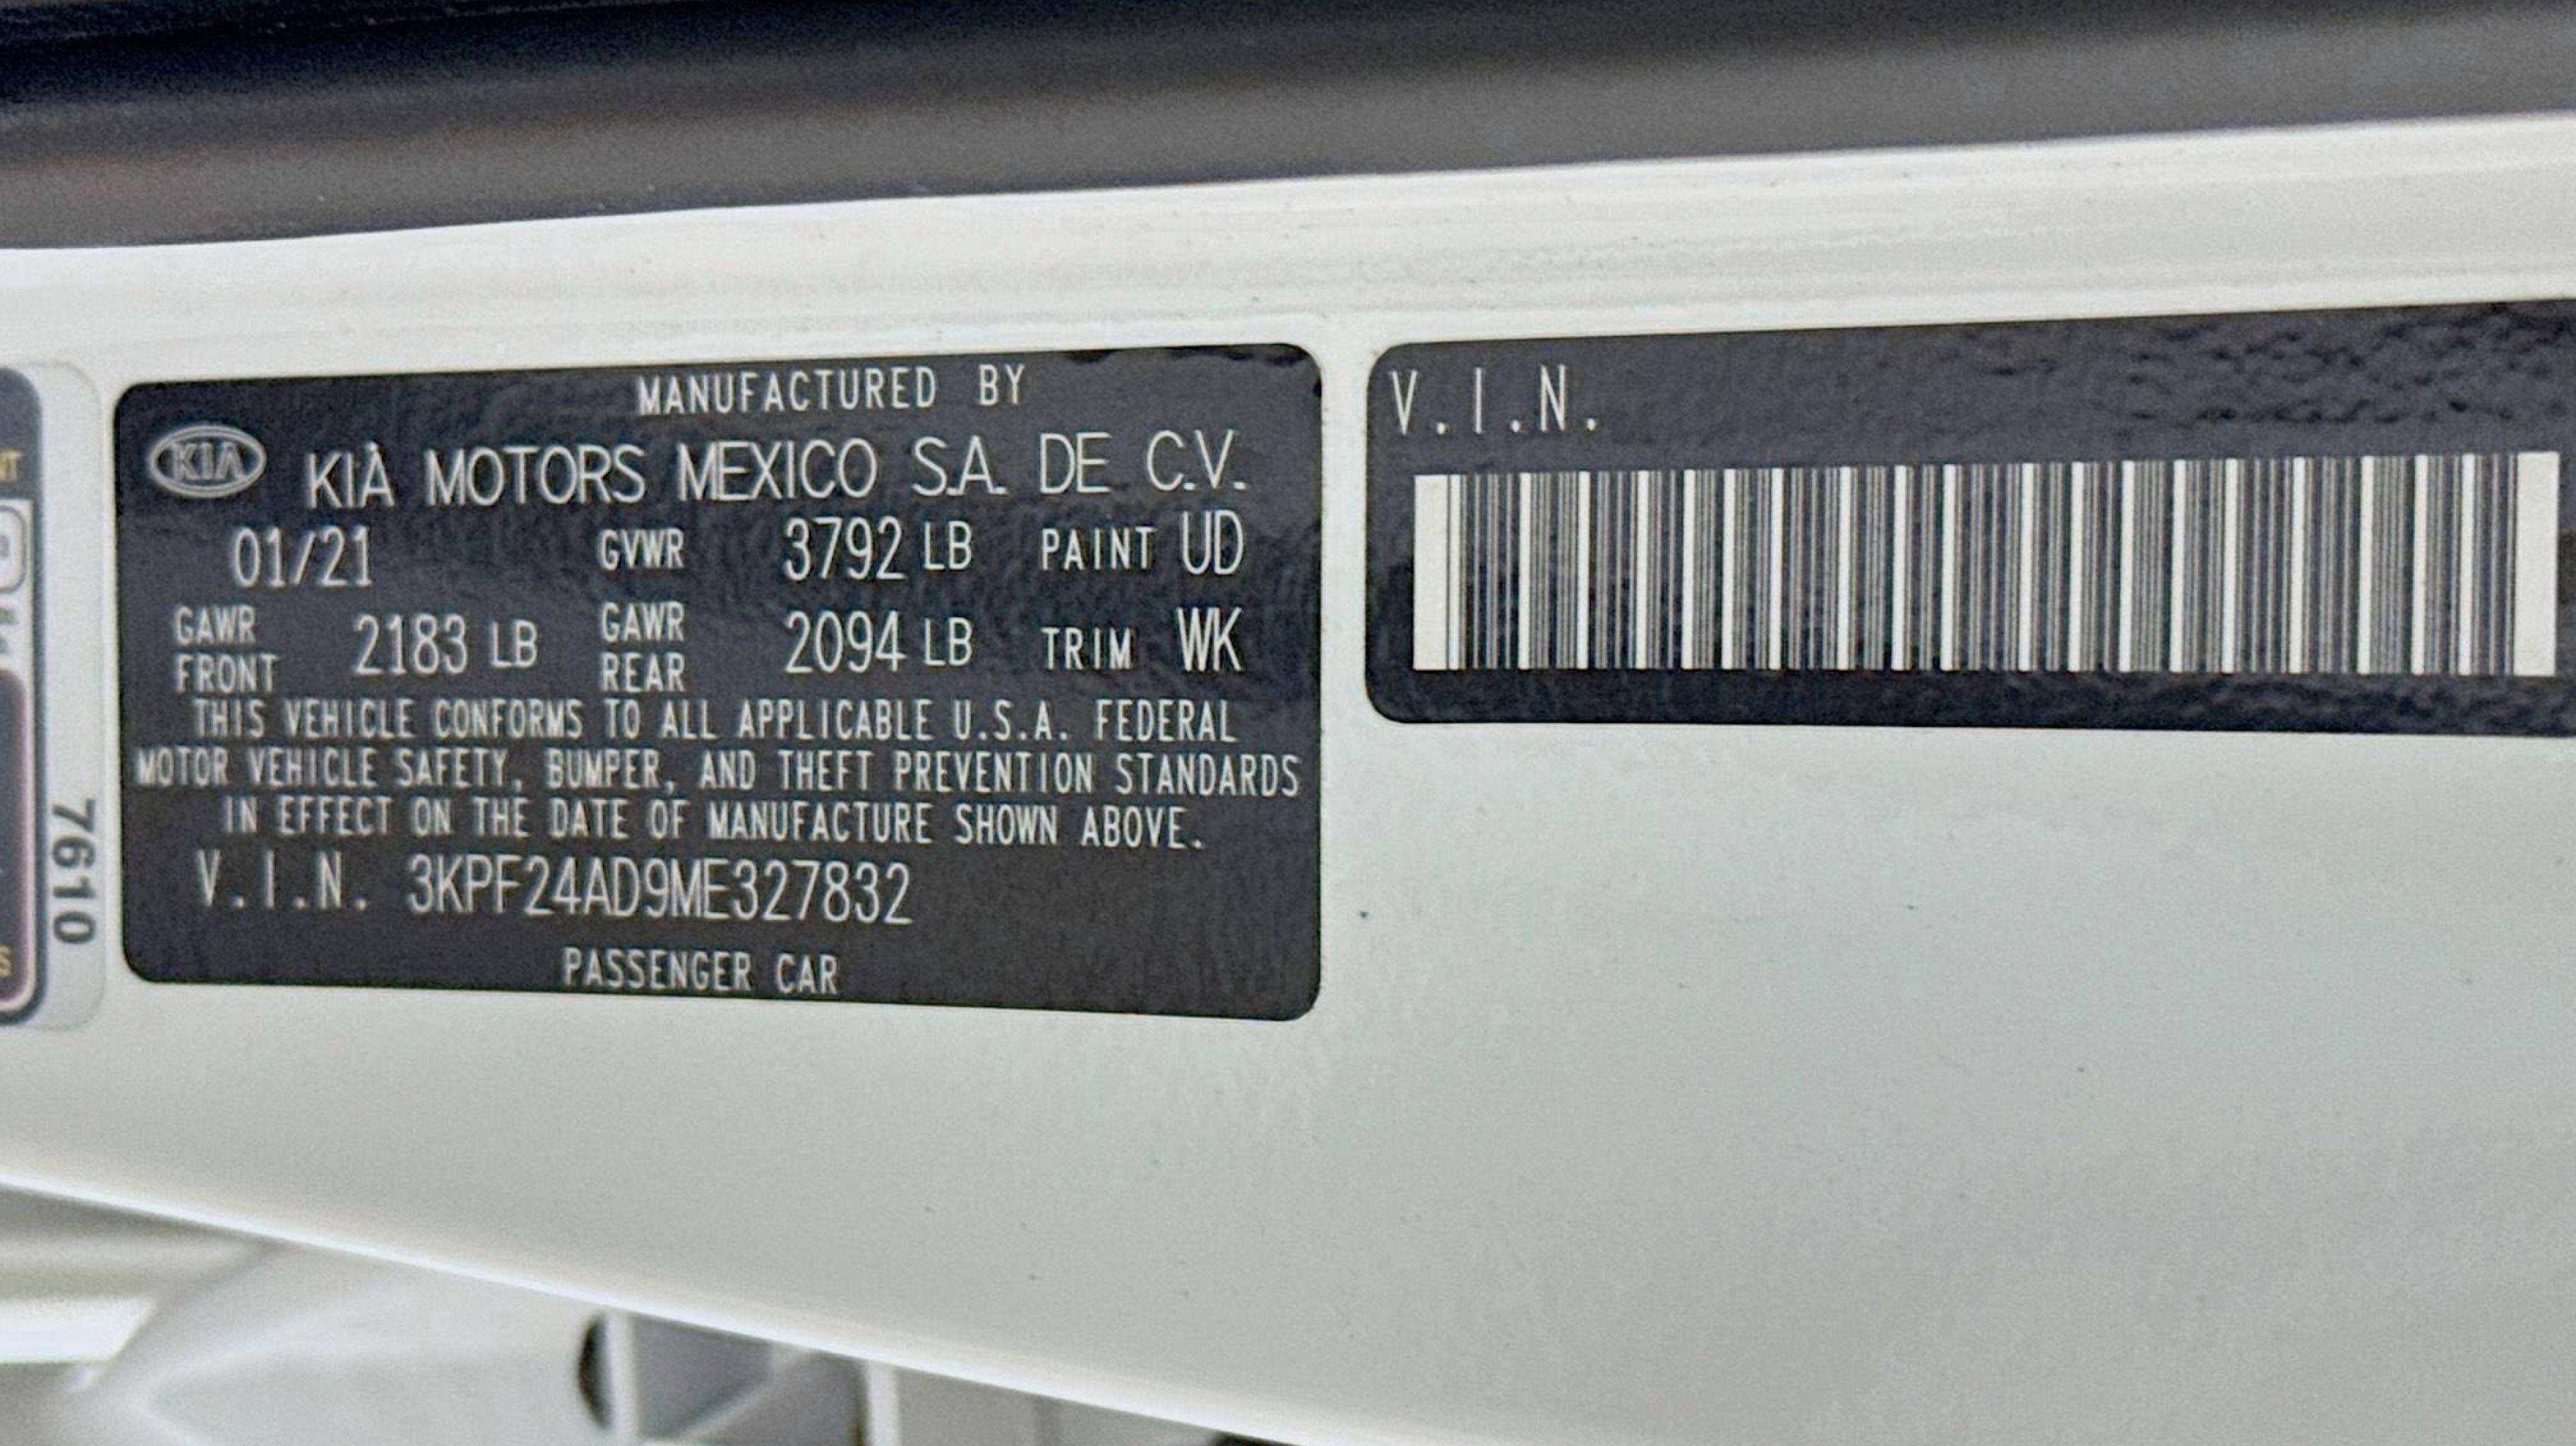 MANUFACTURED BY
KIA KIA MOTORS MEXICO S.A. DE C.V.
01/21 GVWR 3792 LB PAINT UD
GAWR FRONT 2183 LB GAWR REAR 2094 LB TRIM WK
THIS VEHICLE CONFORMS TO ALL APPLICABLE U.S.A. FEDERAL
MOTOR VEHICLE SAFETY, BUMPER, AND THEFT PREVENTION STANDARDS
IN EFFECT ON THE DATE OF MANUFACTURE SHOWN ABOVE.
V.I.N. 3KPF24AD9ME327832
PASSENGER CAR
V.I.N.
7610